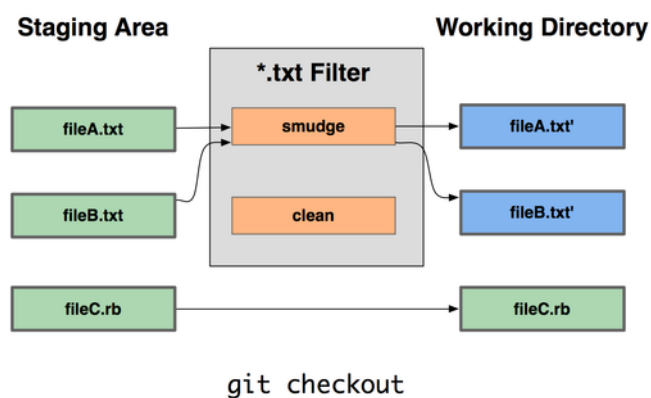 Staging Area
Working Directory
*.txt Filter
fileA.txt
smudge
fileA.txt'
fileB.txt
clean
fileB.txt'
fileC.rb
fileC.rb
git checkout